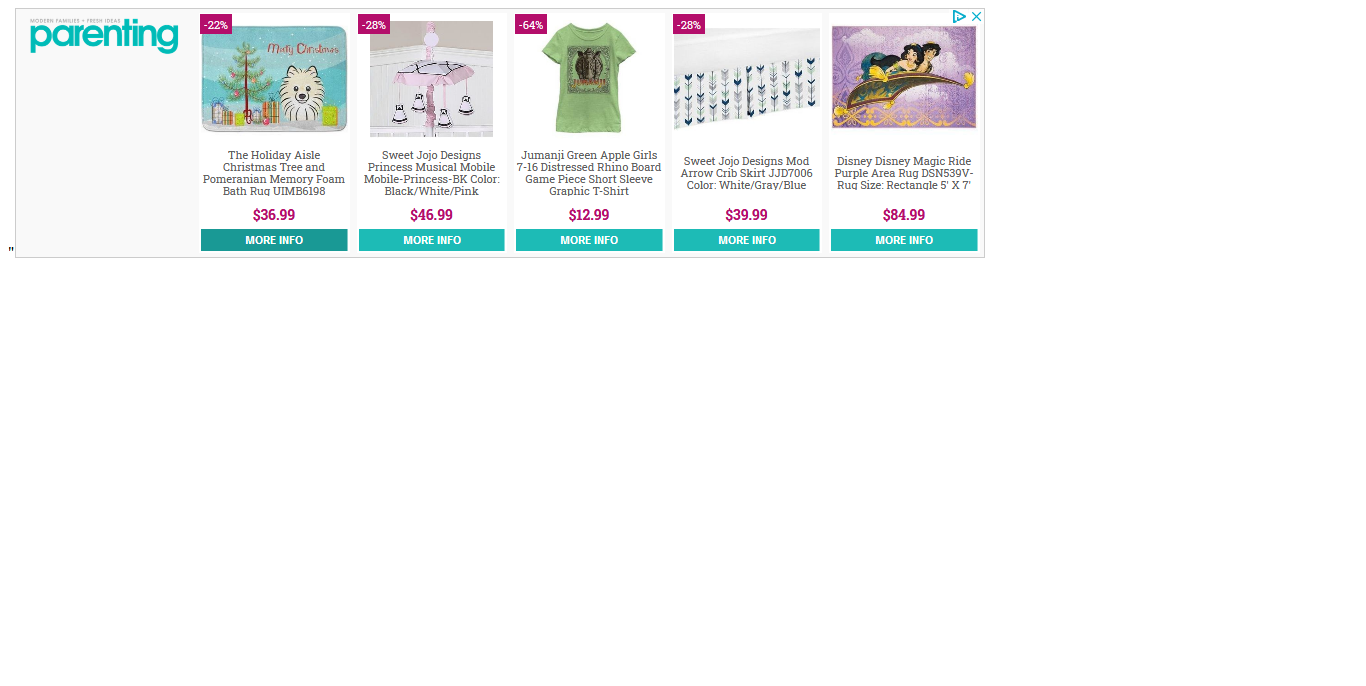 MODERN FAMILIES + FRESH IDEAS
parenting
-22%
Merry Christmas
The Holiday Aisle
Christmas Tree and
Pomeranian Memory Foam
Bath Rug UIMB6198
$36.99
MORE INFO
-28%
Sweet Jojo Designs
Princess Musical Mobile
Mobile-Princess-BK Color:
Black/White/Pink
$46.99
MORE INFO
-64%
Jumanji Green Apple Girls
7-16 Distressed Rhino Board
Game Piece Short Sleeve
Graphic T-Shirt
$12.99
MORE INFO
-28%
Sweet Jojo Designs Mod
Arrow Crib Skirt JJD7006
Color: White/Gray/Blue
$39.99
MORE INFO
Disney Disney Magic Ride
Purple Area Rug DSN539V-
Rug Size: Rectangle 5' X 7'
$84.99
MORE INFO
"